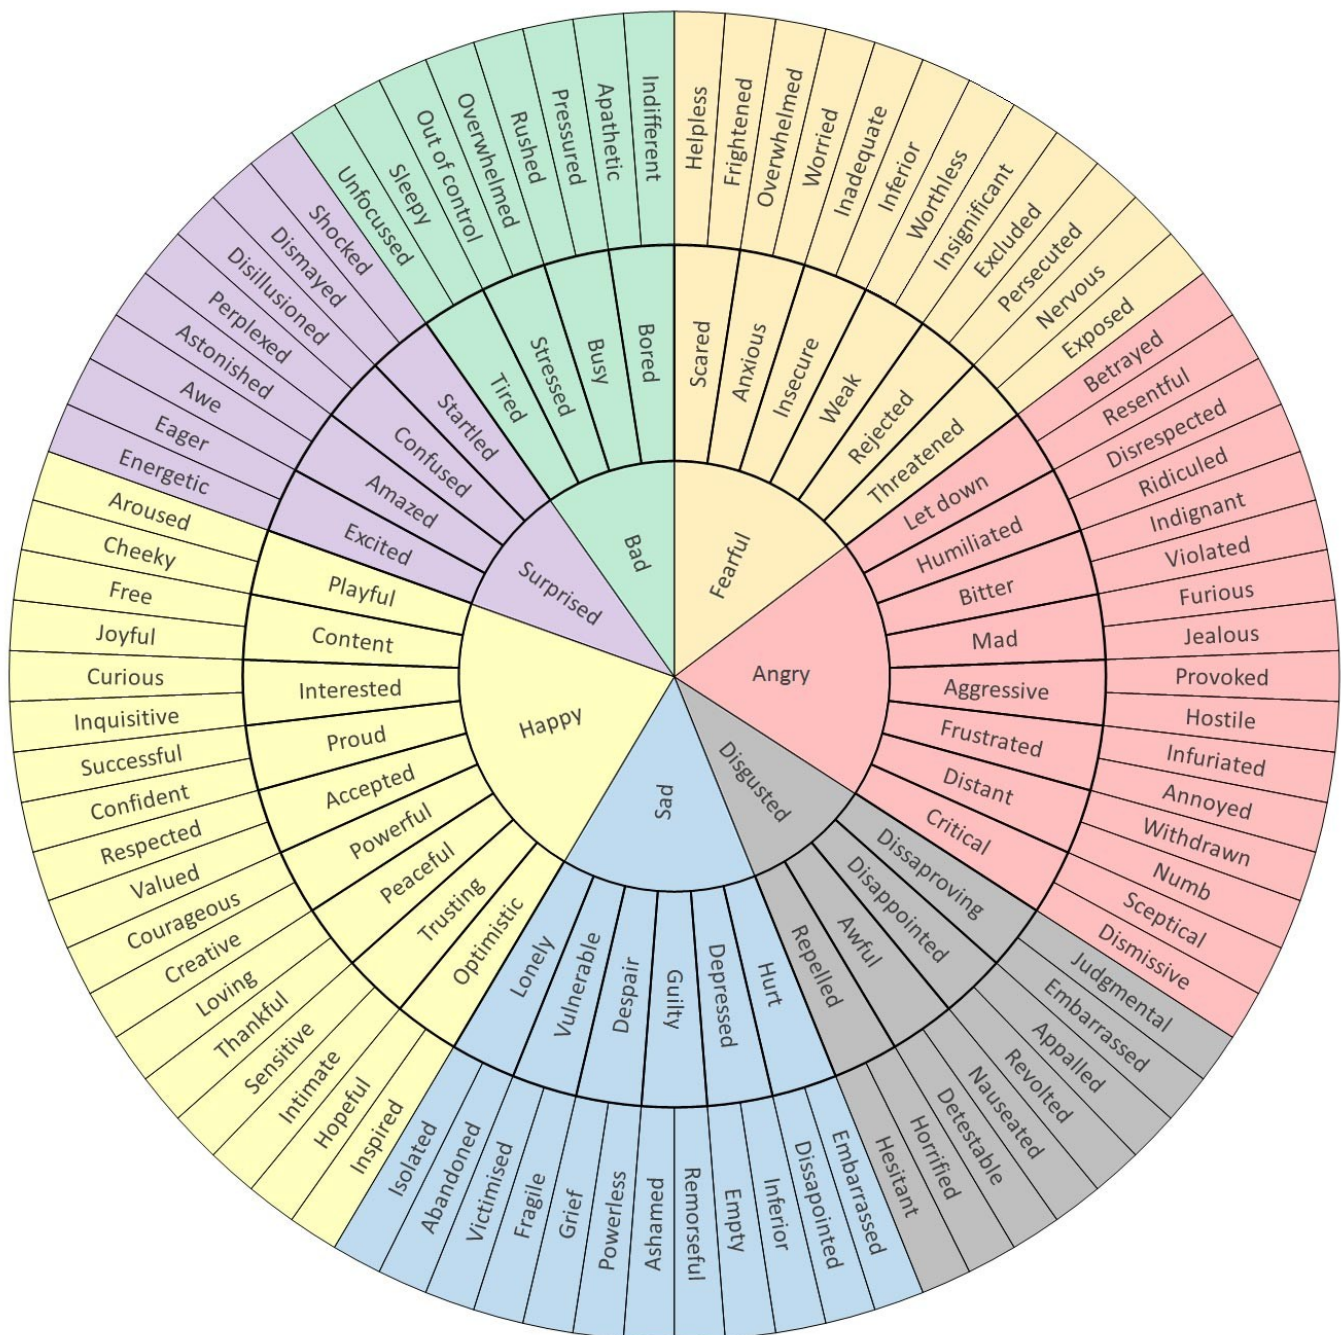 Fearful
Angry
Disgusted
Sad
Happy
Surprised
Bad
Scared
Anxious
Insecure
Weak
Rejected
Threatened
Let down
Humiliated
Bitter
Mad
Aggressive
Frustrated
Distant
Critical
Dissaproving
Disappointed
Awful
Repelled
Hurt
Depressed
Guilty
Despair
Vulnerable
Lonely
Optimistic
Trusting
Peaceful
Powerful
Accepted
Proud
Interested
Content
Playful
Excited
Amazed
Confused
Startled
Tired
Stressed
Busy
Bored
Helpless
Frightened
Overwhelmed
Worried
Inadequate
Inferior
Worthless
Insignificant
Excluded
Persecuted
Nervous
Exposed
Betrayed
Resentful
Disrespected
Ridiculed
Indignant
Violated
Furious
Jealous
Provoked
Hostile
Infuriated
Annoyed
Withdrawn
Numb
Sceptical
Dismissive
Judgmental
Embarrassed
Appalled
Revolted
Nauseated
Detestable
Horrified
Hesitant
Embarrassed
Dissapointed
Inferior
Empty
Remorseful
Ashamed
Powerless
Grief
Fragile
Victimised
Abandoned
Isolated
Inspired
Hopeful
Intimate
Sensitive
Thankful
Loving
Creative
Courageous
Valued
Respected
Confident
Successful
Inquisitive
Curious
Joyful
Free
Cheeky
Aroused
Energetic
Eager
Awe
Astonished
Perplexed
Disillusioned
Dismayed
Shocked
Unfocussed
Sleepy
Out of control
Overwhelmed
Rushed
Pressured
Apathetic
Indifferent